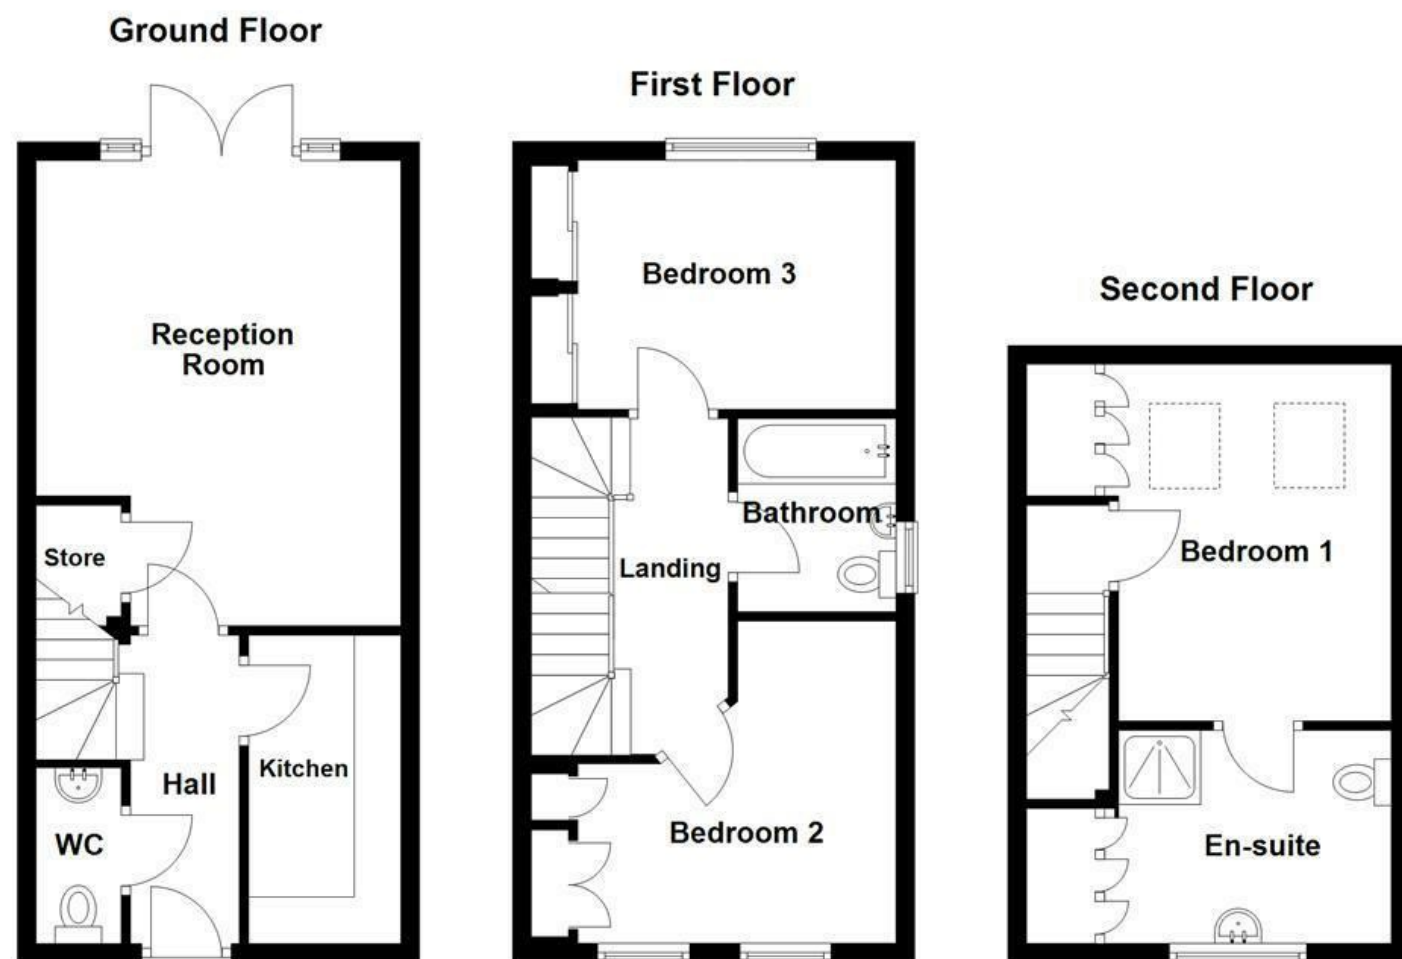 Ground Floor
Reception
Room
Store
Hall
Kitchen
WC
First Floor
Bedroom 3
Bathroom
Landing
Bedroom 2
Second Floor
Bedroom 1
En-suite